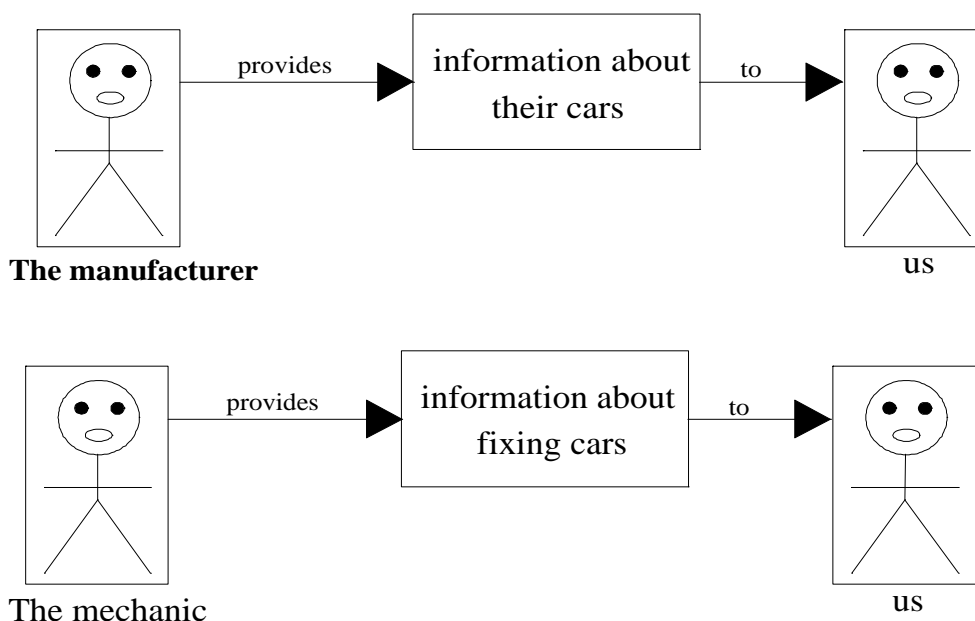 provides
information about
their cars
to
The manufacturer
us
provides
information about
fixing cars
to
The mechanic
us